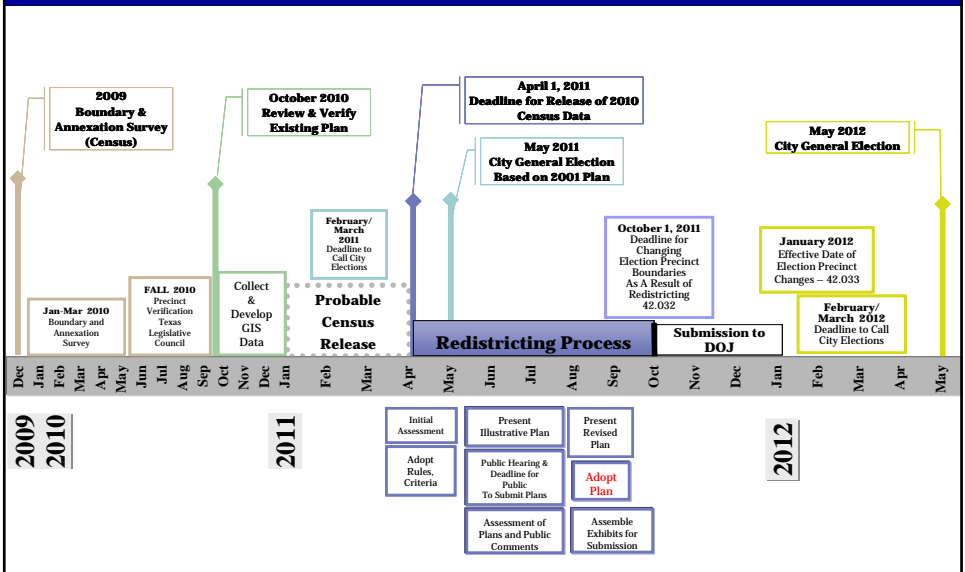 2009
Boundary &
Annexation Survey
(Census)
October 2010
Review & Verify
Existing Plan
April 1, 2011
Deadline for Release of 2010
Census Data
May 2011
City General Election
Based on 2001 Plan
May 2012
City General Election
February/
March
2011
Deadline to
Call City
Elections
October 1, 2011
Deadline for
Changing
Election Precinct
Boundaries
As A Result of
Redistricting
42.032
January 2012
Effective Date of
Election Precinct
Changes – 42.033
Jan-Mar 2010
Boundary and
Annexation
Survey
FALL 2010
Precinct
Verification
Texas
Legislative
Council
Collect
&
Develop
GIS
Data
Probable
Census
Release
Redistricting Process
Submission to
DOJ
February/
March 2012
Deadline to Call
City Elections
Dec Jan Feb Mar Apr May Jun Jul Aug Sep Oct Nov Dec Jan Feb Mar Apr May Jun Jul Aug Sep Oct Nov Dec Jan Feb Mar Apr May
2009
2010
2011
2012
Initial
Assessment
Adopt
Rules,
Criteria
Present
Illustrative Plan
Public Hearing &
Deadline for
Public
To Submit Plans
Assessment of
Plans and Public
Comments
Present
Revised
Plan
Adopt
Plan
Assemble
Exhibits for
Submission